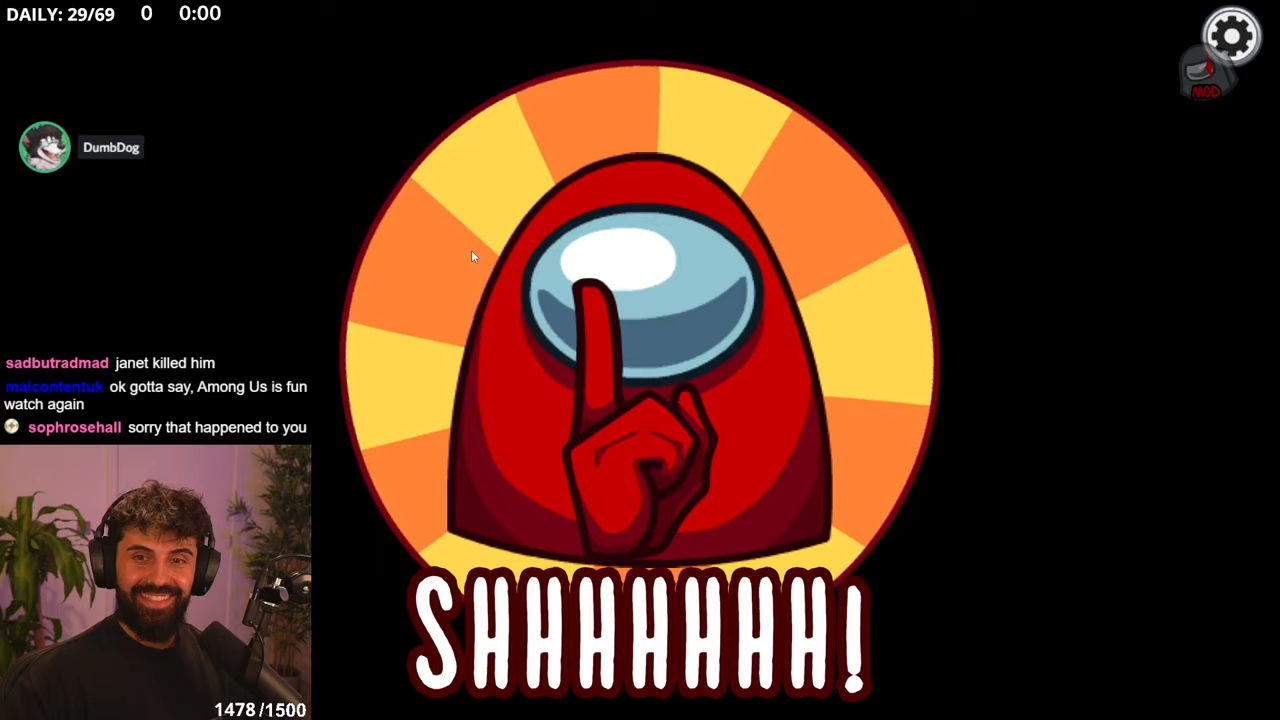 DAILY: 29/69 0 0:00
MOD
DumbDog
sadbutradmad janet killed him
malcontentuk ok gotta say, Among Us is fun
watch again
sophrosehall sorry that happened to you
SHHHHHHH!
1478/1500